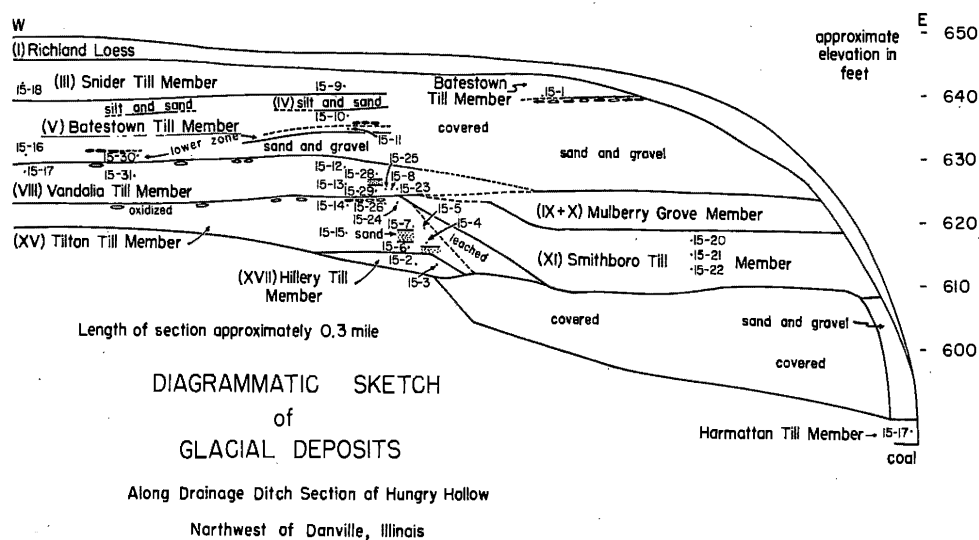 W
E
approximate
elevation in
feet
650
640
630
620
610
600
(I) Richland Loess
15-18
(III) Snider Till Member
15-9
Batestown
Till Member
15-1
silt and sand
(IV) silt and sand
15-10
(V) Batestown Till Member
covered
15-11
15-16
lower zone
15-30
sand and gravel
15-25
sand and gravel
15-17
15-31
15-12
15-28
15-8
15-13
15-29
15-23
(VIII) Vandalia Till Member
oxidized
15-14
15-26
15-24
15-5
15-4
(IX+X) Mulberry Grove Member
(XV) Tilton Till Member
15-7
15-15
sand
leached
15-6
15-20
(XI) Smithboro Till
15-21
Member
15-22
15-2
15-3
(XVII) Hillery Till
Member
covered
sand and gravel
Length of section approximately 0.3 mile
covered
DIAGRAMMATIC SKETCH
of
GLACIAL DEPOSITS
Harmattan Till Member
15-17
coal
Along Drainage Ditch Section of Hungry Hollow
Northwest of Danville, Illinois